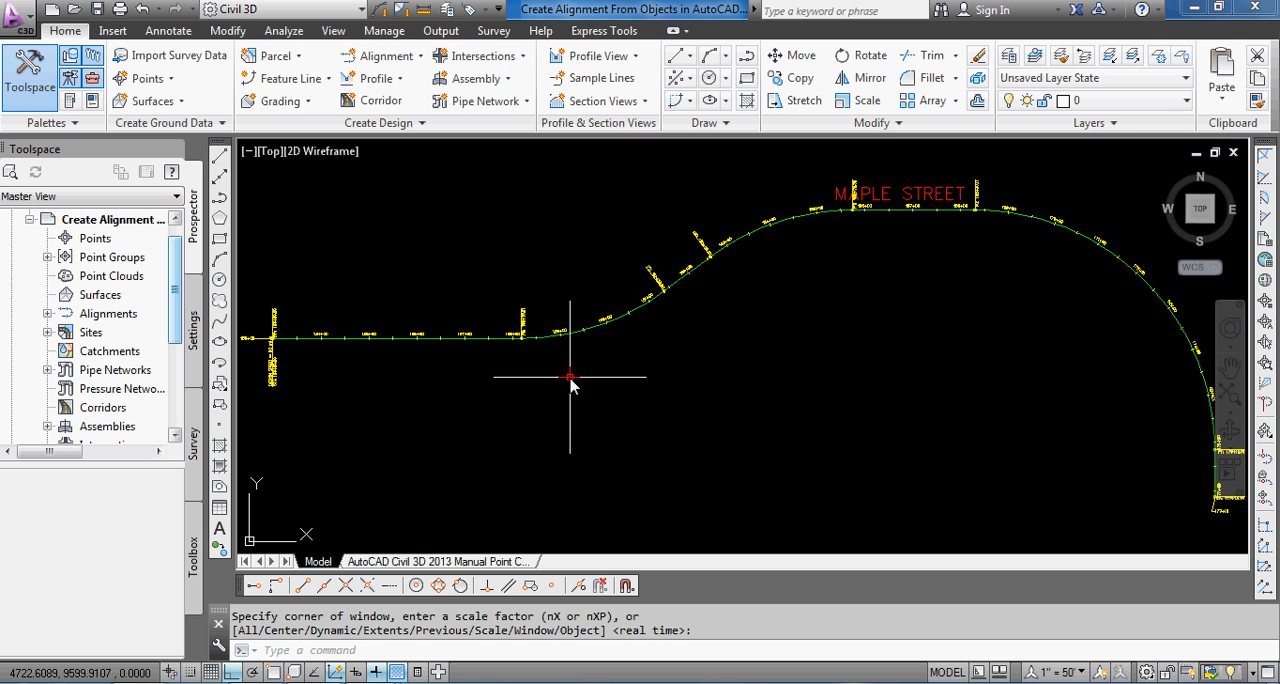 Civil 3D
Create Alignment From Objects in AutoCAD...
Type a keyword or phrase
Sign In
C3D
Home Insert Annotate Modify View Analyze Manage Output Survey Help Express Tools
Toolspace
Import Survey Data
Points
Surfaces
Parcel
Feature Line
Grading
Alignment
Profile
Corridor
Intersections
Assembly
Pipe Network
Profile View
Sample Lines
Section Views
Move
Copy
Stretch
Rotate
Mirror
Scale
Trim
Fillet
Array
Unsaved Layer State
0
Paste
Palettes Create Ground Data Create Design Profile & Section Views Draw Modify Layers Clipboard
Toolspace
[−][Top][2D Wireframe]
Master View
Create Alignment ...
Points
Point Groups
Point Clouds
Surfaces
Alignments
Sites
Catchments
Pipe Networks
Pressure Netwo...
Corridors
Assemblies
Prospector
Settings
Survey
Toolbox
MAPLE STREET
N
W TOP E
S
WCS
Y
X
Model AutoCAD Civil 3D 2013 Manual Point C...
Specify corner of window, enter a scale factor (nX or nXP), or
[All/Center/Dynamic/Extents/Previous/Scale/Window/Object] <real time>:
Type a command
4722.6089, 9599.9107, 0.0000
MODEL
1" = 50'